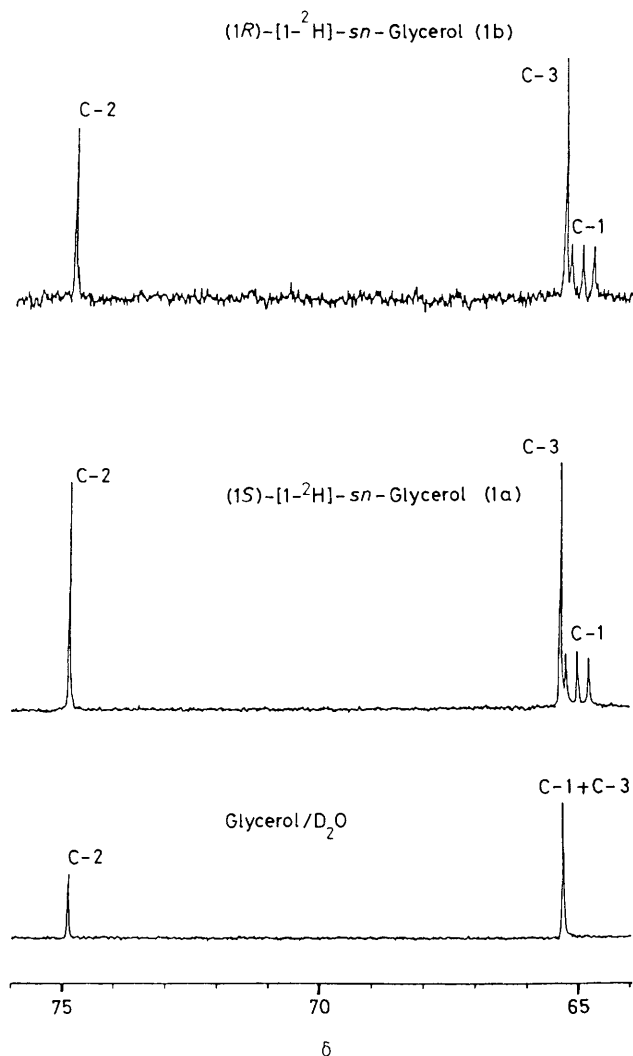 (1R)-[1-²H]-sn-Glycerol (1b)
C-3
C-2
C-1
C-3
C-2
(1S)-[1-²H]-sn-Glycerol (1a)
C-1
C-1+C-3
Glycerol/D₂O
C-2
75
70
65
δ